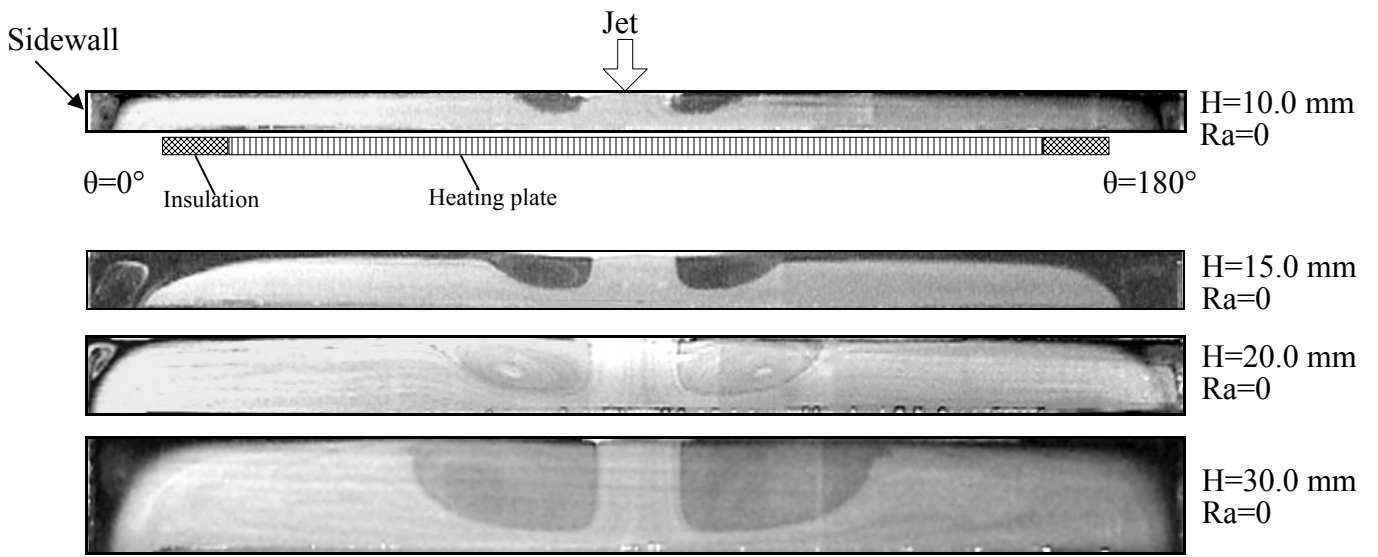 Jet
Sidewall
H=10.0 mm
Ra=0
θ=0°
Insulation
Heating plate
θ=180°
H=15.0 mm
Ra=0
H=20.0 mm
Ra=0
H=30.0 mm
Ra=0